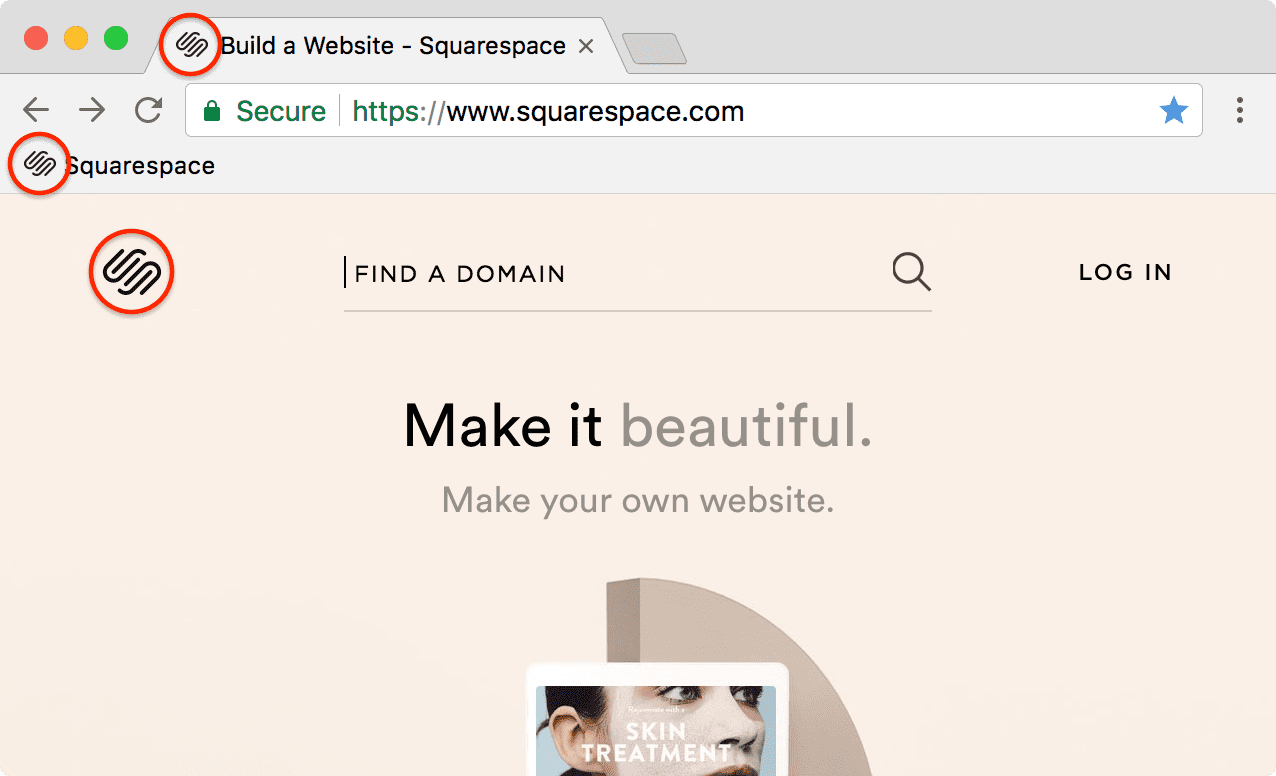 Build a Website - Squarespace
Secure https://www.squarespace.com
Squarespace
FIND A DOMAIN
LOG IN
Make it beautiful.
Make your own website.
Rejuvenate with a
SKIN
TREATMENT